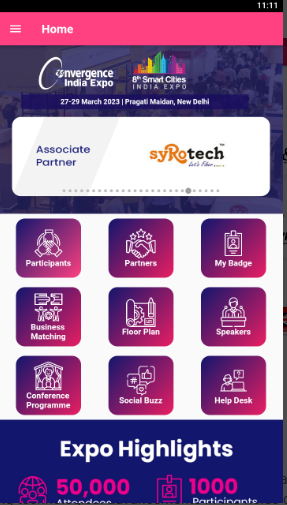 11:11
Home
Convergence
India Expo
8th Smart Cities
INDIA EXPO
27-29 March 2023 | Pragati Maidan, New Delhi
Associate
Partner
syRotech
Let's Fiber
Participants
Partners
My Badge
Business
Matching
Floor Plan
Speakers
Conference
Programme
Social Buzz
Help Desk
Expo Highlights
50,000
Attendees
1000
Participants